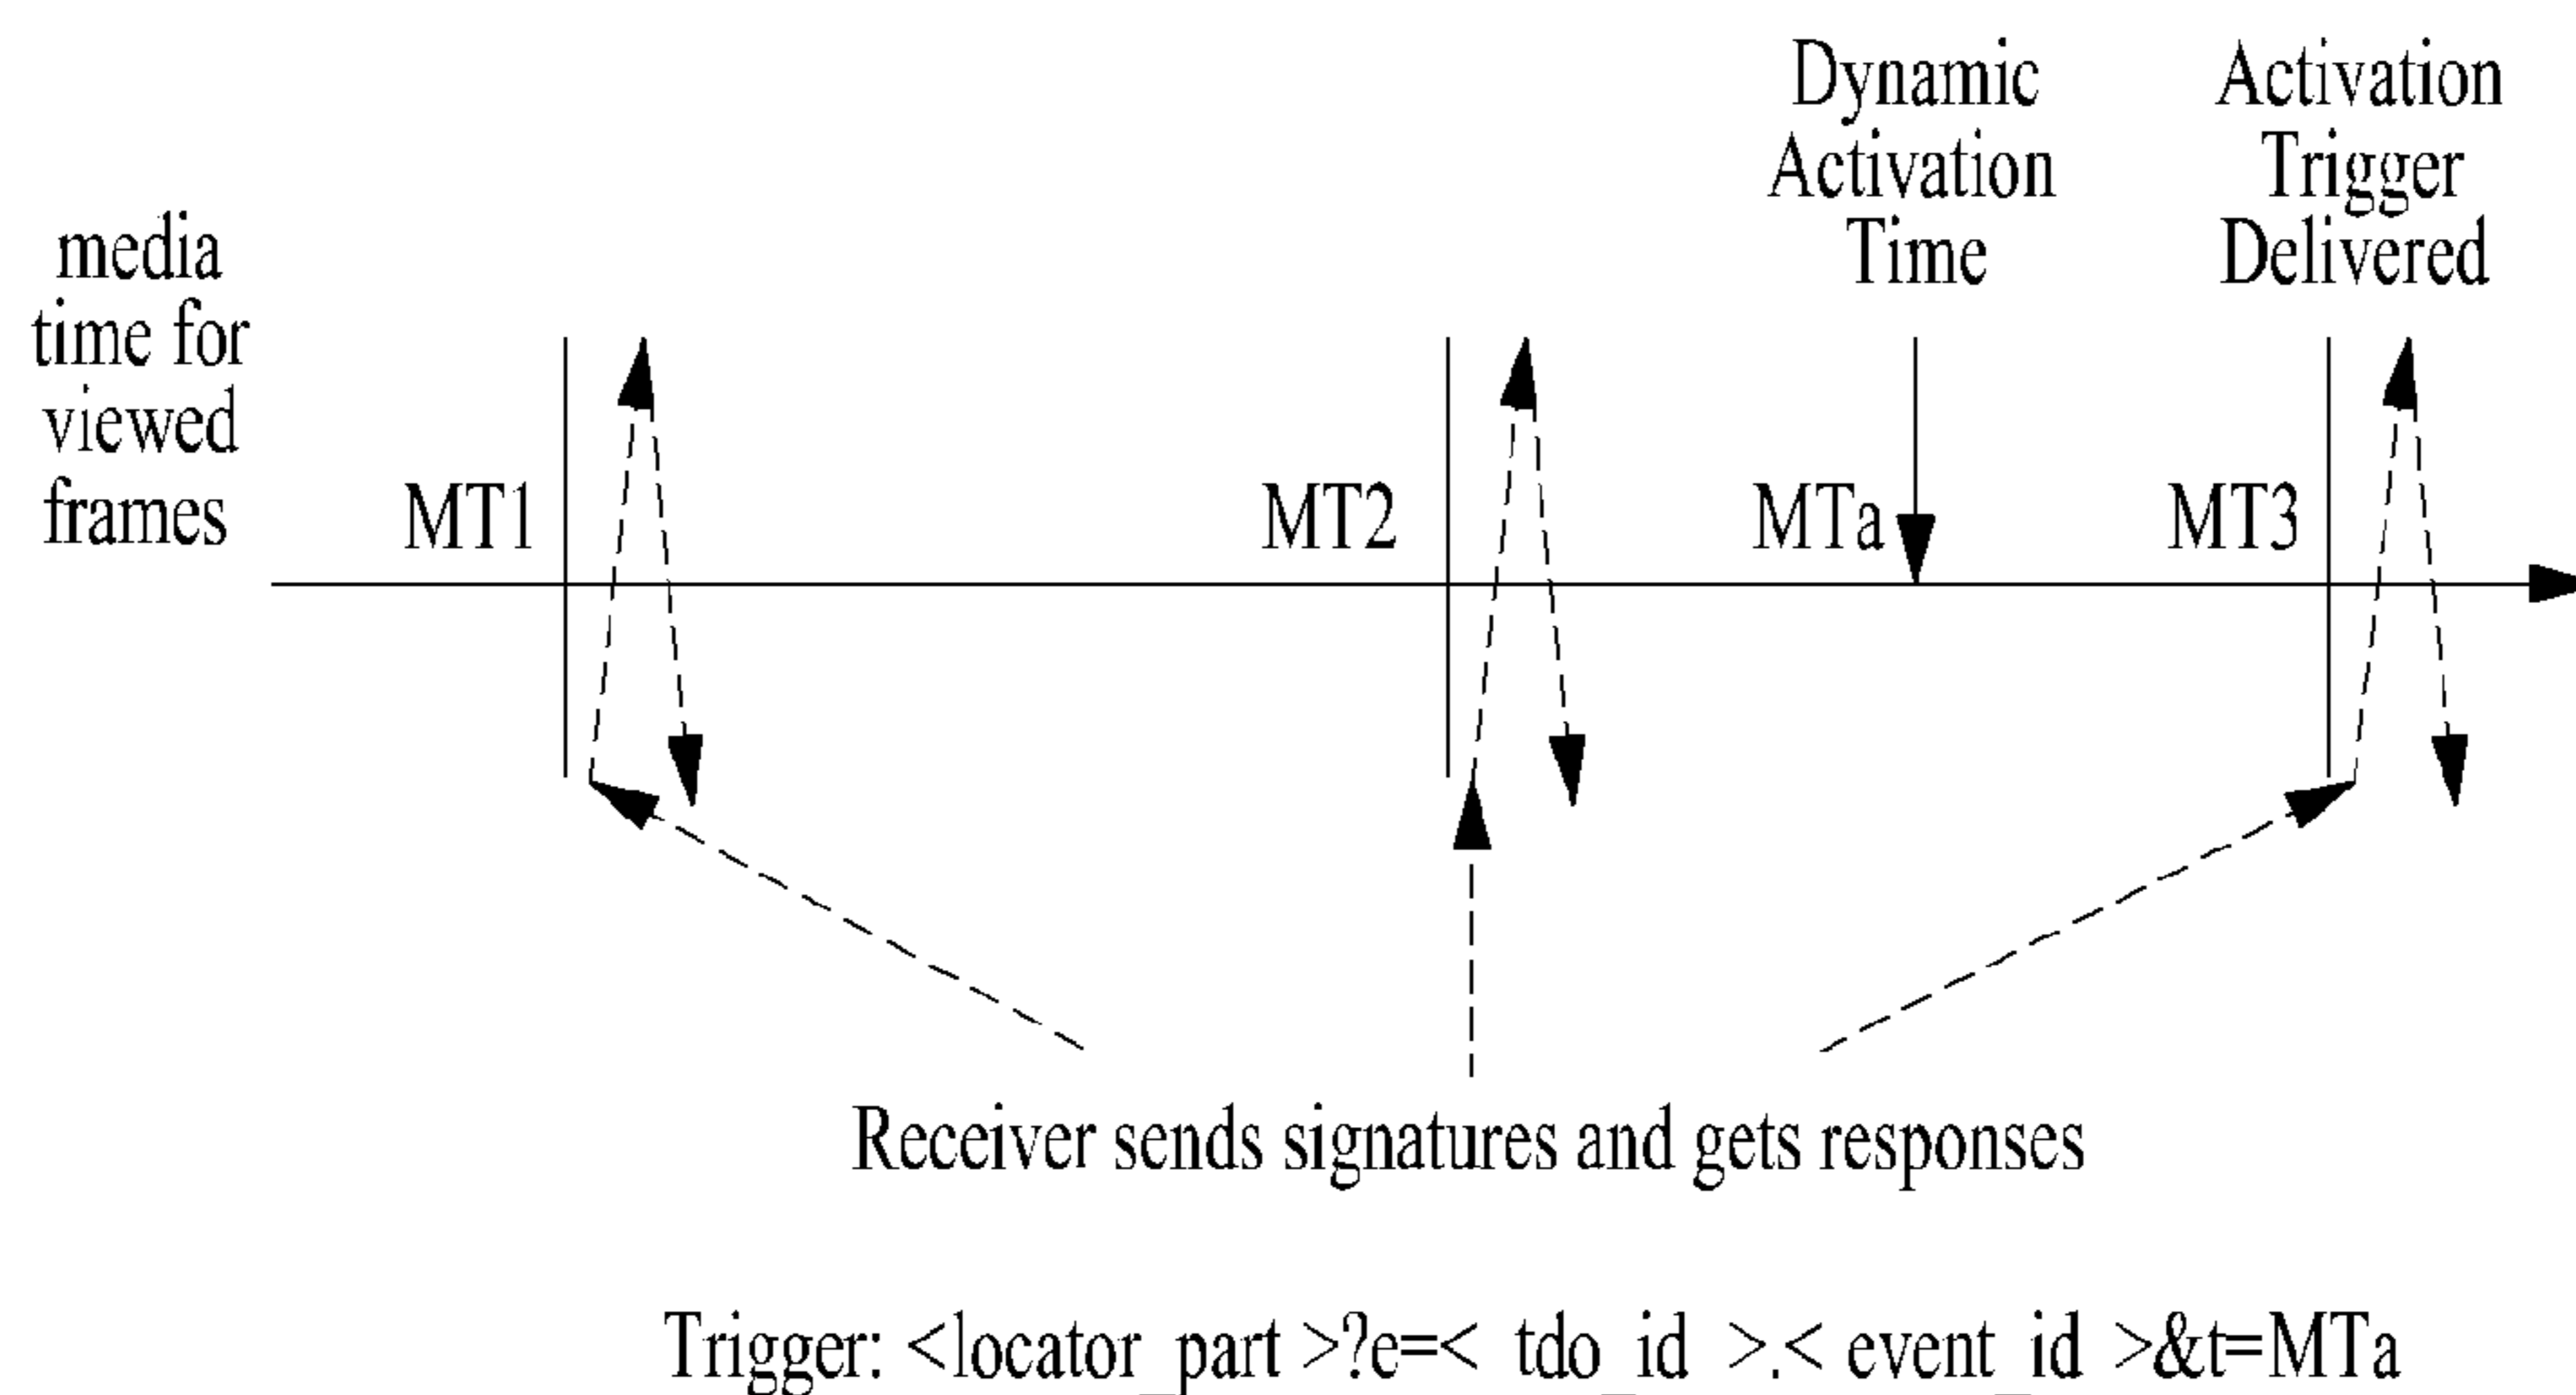 Dynamic
Activation
Time
Activation
Trigger
Delivered
media
time for
viewed
frames
MT1
MT2
MTa
MT3
Receiver sends signatures and gets responses
Trigger: <locator_part >?e=< tdo_id >.< event_id >&t=MTa